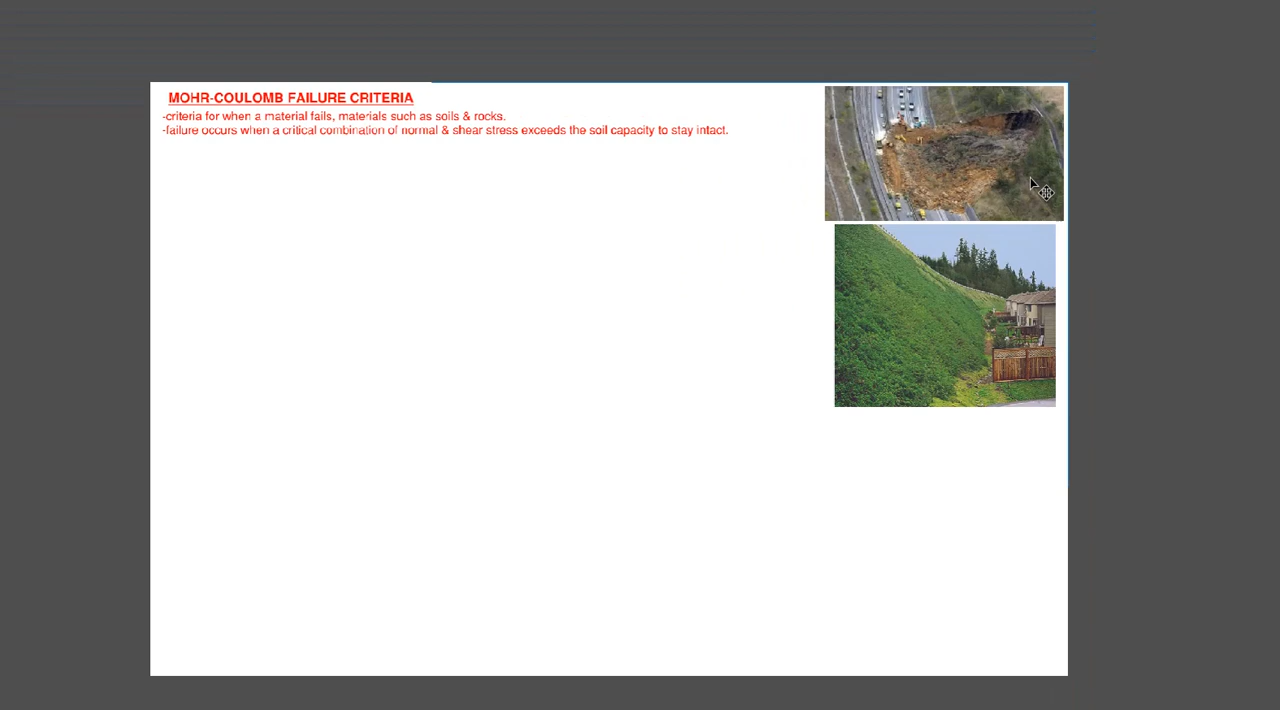 MOHR-COULOMB FAILURE CRITERIA
-criteria for when a material fails, materials such as soils & rocks.
-failure occurs when a critical combination of normal & shear stress exceeds the soil capacity to stay intact.